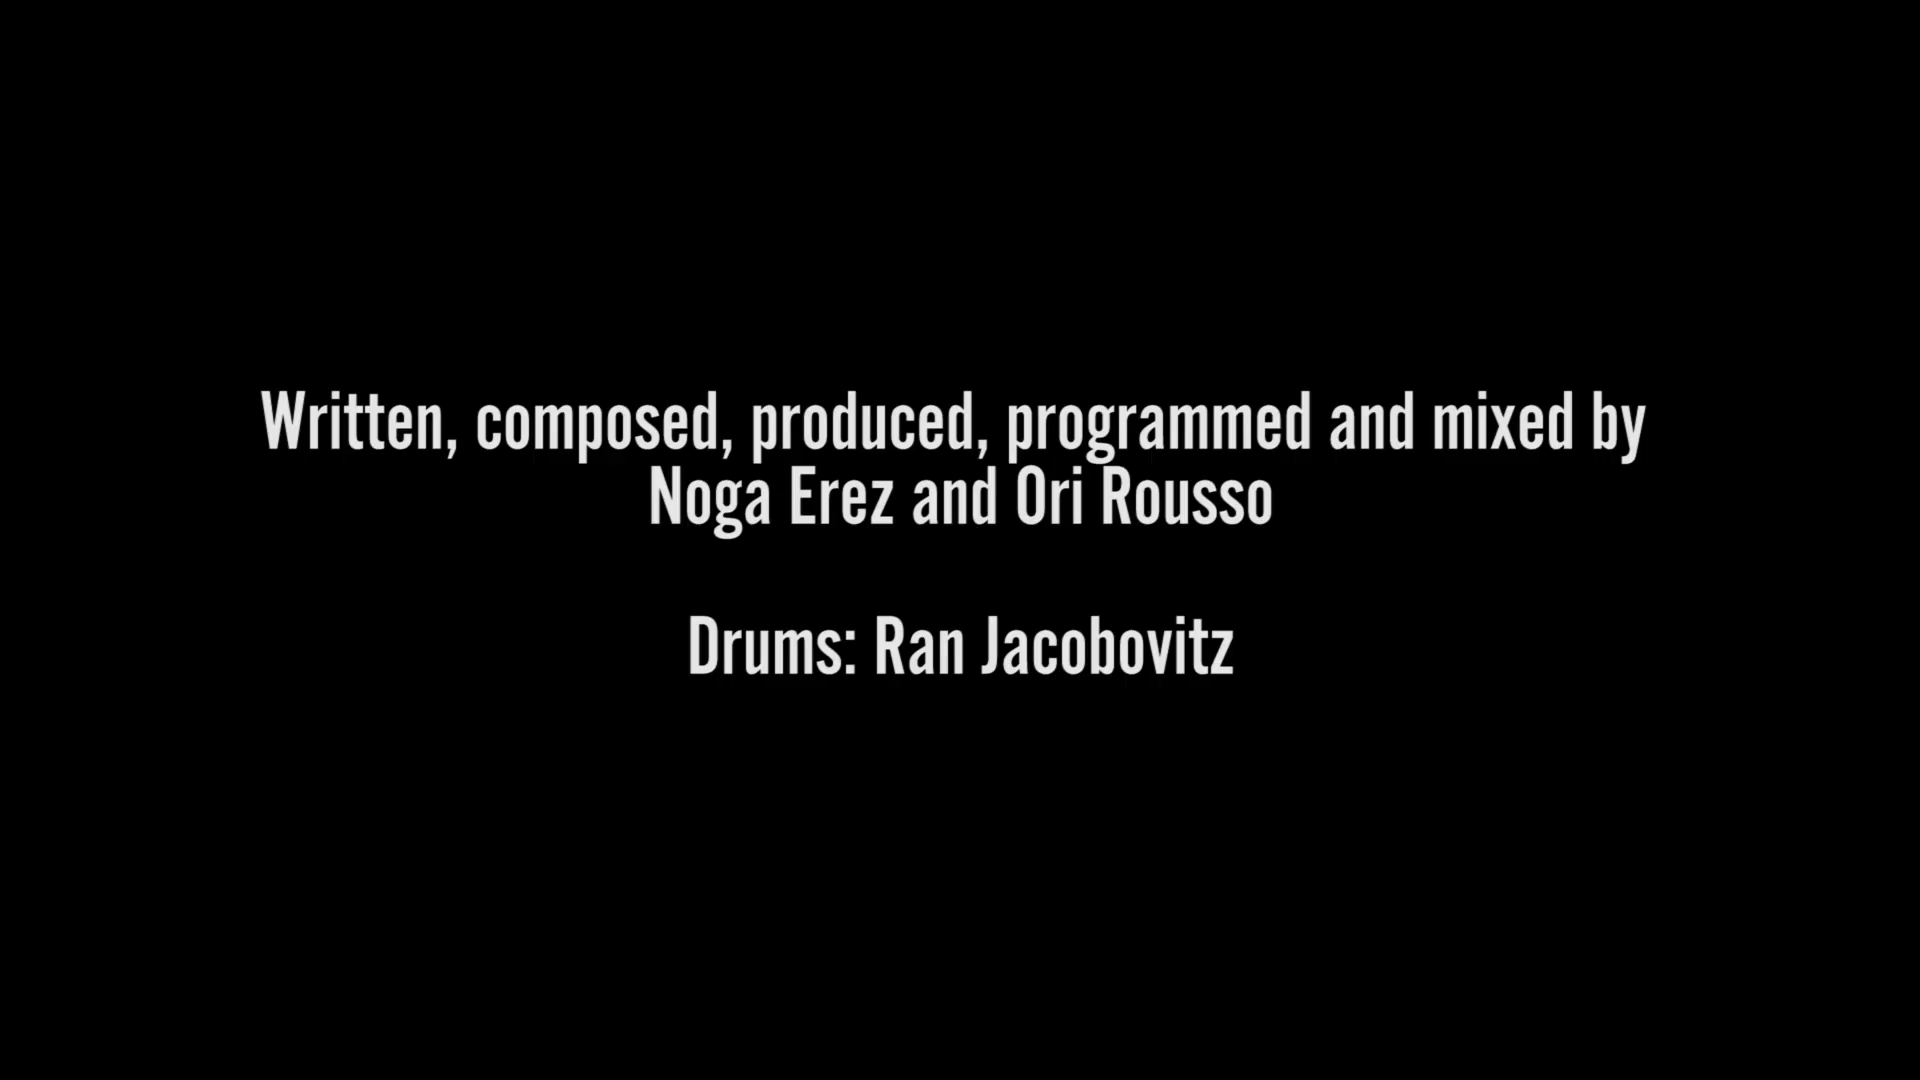 Written, composed, produced, programmed and mixed by
Noga Erez and Ori Rousso
Drums: Ran Jacobovitz